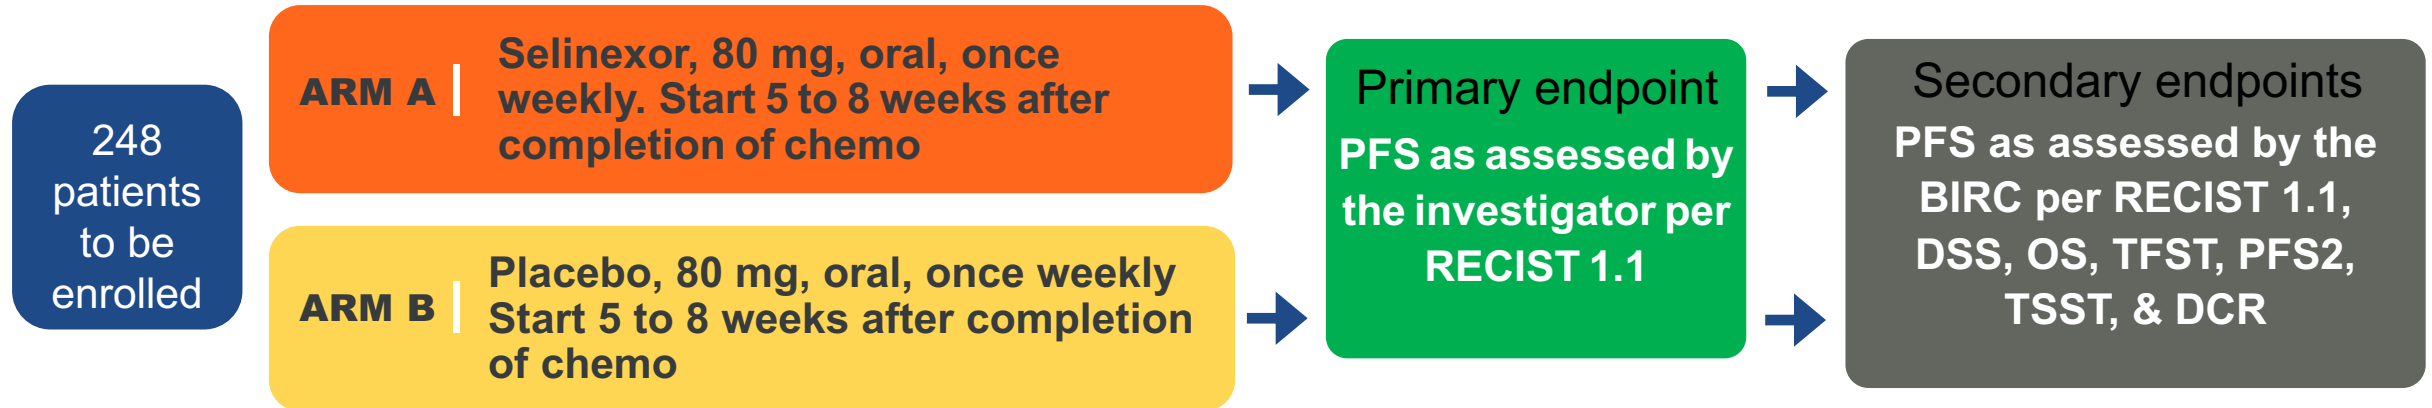 248
patients
to be
enrolled
ARM A
Selinexor, 80 mg, oral, once
weekly. Start 5 to 8 weeks after
completion of chemo
ARM B
Placebo, 80 mg, oral, once weekly
Start 5 to 8 weeks after completion
of chemo
Primary endpoint
PFS as assessed by
the investigator per
RECIST 1.1
Secondary endpoints
PFS as assessed by the
BIRC per RECIST 1.1,
DSS, OS, TFST, PFS2,
TSST, & DCR